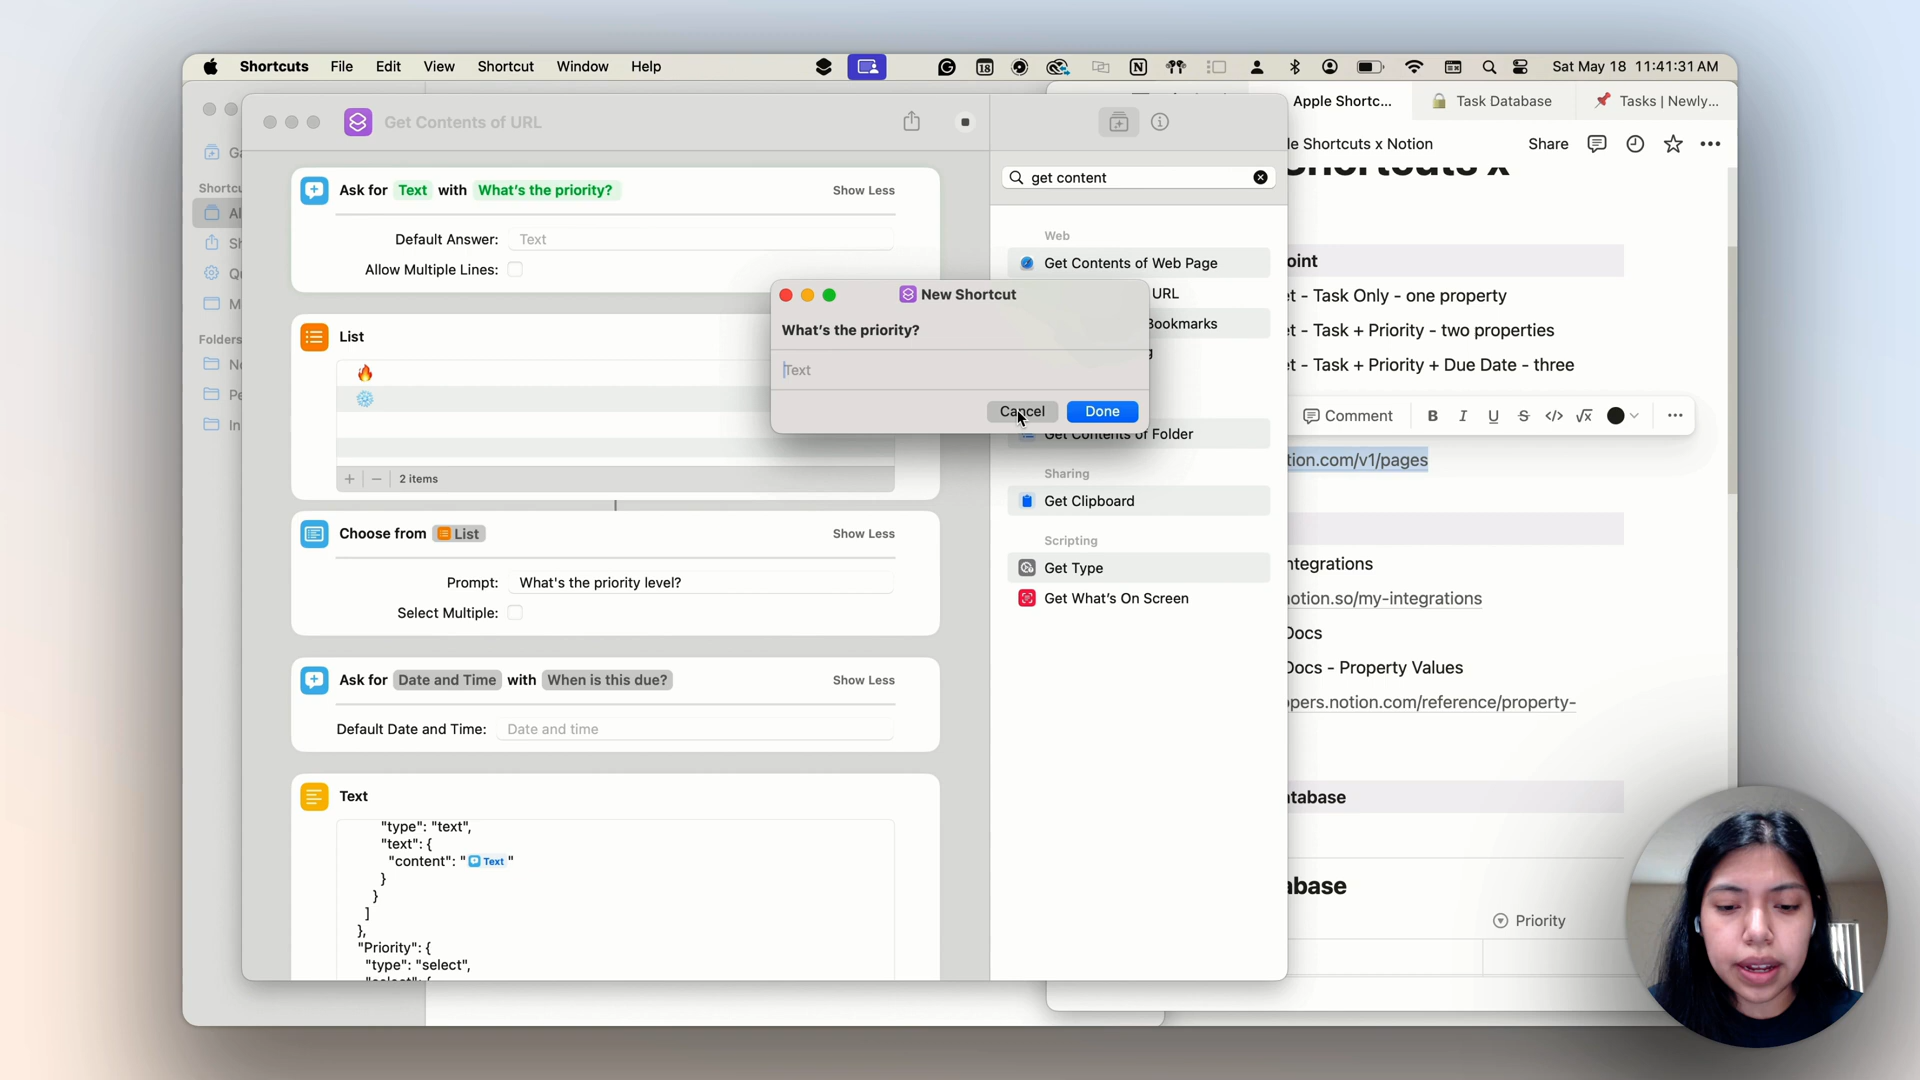 Shortcuts File Edit View Shortcut Window Help
18
Sat May 18 11:41:31 AM
Get Contents of URL
Ask for Text with What's the priority?
Show Less
Default Answer: Text
Allow Multiple Lines:
List
2 items
Choose from List
Show Less
Prompt: What's the priority level?
Select Multiple:
Ask for Date and Time with When is this due?
Show Less
Default Date and Time: Date and time
Text
"type": "text",
"text": {
"content": " Text "
}
}
]
},
"Priority": {
"type": "select",
New Shortcut
What's the priority?
Text
Cancel
Done
get content
Web
Get Contents of Web Page
URL
Bookmarks
Get Contents of Folder
Sharing
Get Clipboard
Scripting
Get Type
Get What's On Screen
Shortcu
Folders
Apple Shortc...
Task Database
Tasks | Newly...
le Shortcuts x Notion
Share
oint
et - Task Only - one property
et - Task + Priority - two properties
et - Task + Priority + Due Date - three
Comment
B I U S </> √x
tion.com/v1/pages
ntegrations
notion.so/my-integrations
Docs
Docs - Property Values
pers.notion.com/reference/property-
atabase
abase
Priority